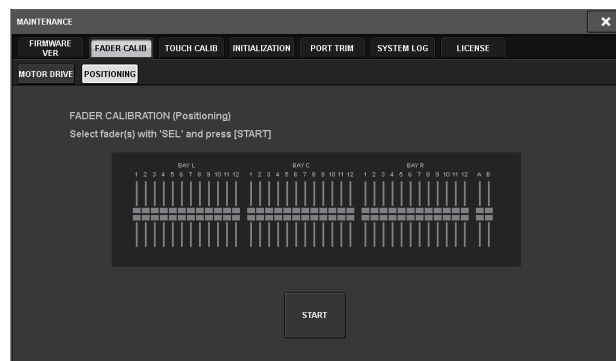 MAINTENANCE
FIRMWARE VER FADER CALIB TOUCH CALIB INITIALIZATION PORT TRIM SYSTEM LOG LICENSE
MOTOR DRIVE POSITIONING
FADER CALIBRATION (Positioning)
Select fader(s) with 'SEL' and press [START]
BAY L BAY C BAY R
1 2 3 4 5 6 7 8 9 10 11 12 1 2 3 4 5 6 7 8 9 10 11 12 1 2 3 4 5 6 7 8 9 10 11 12 A B
START